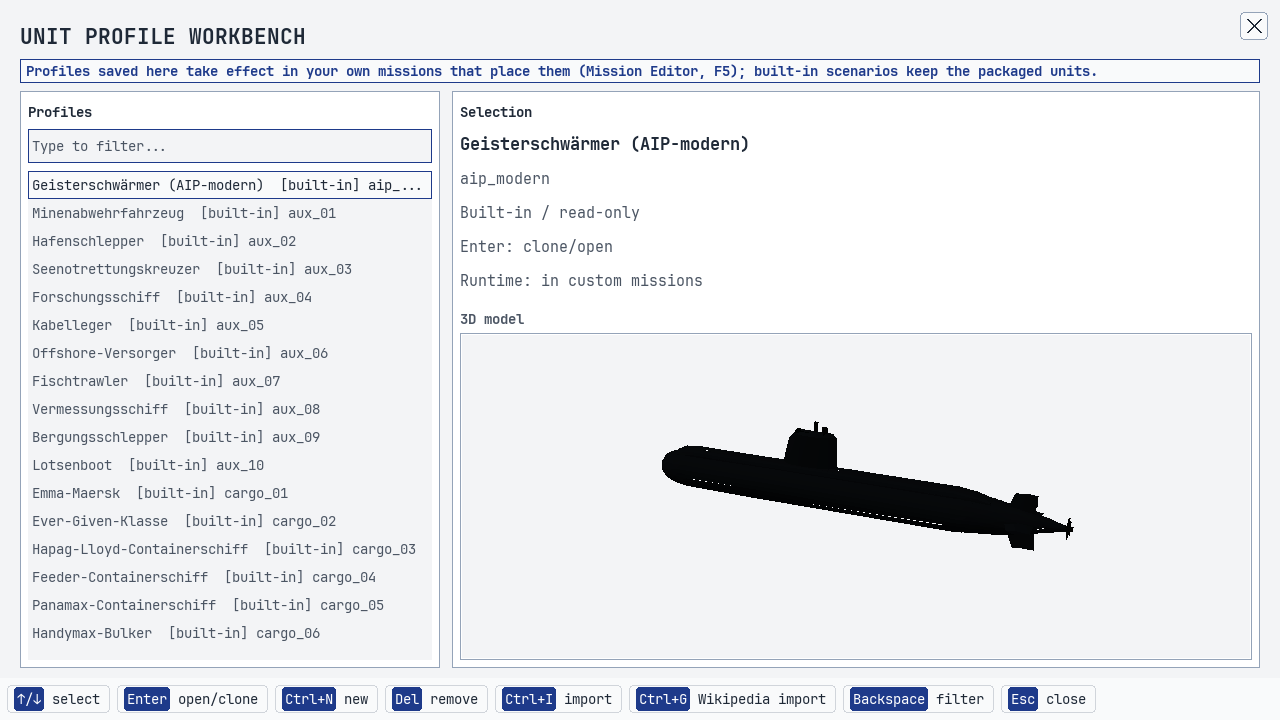 UNIT PROFILE WORKBENCH
Profiles saved here take effect in your own missions that place them (Mission Editor, F5); built-in scenarios keep the packaged units.
Profiles
Type to filter...
Geisterschwärmer (AIP-modern)  [built-in] aip_...
Minenabwehrfahrzeug  [built-in] aux_01
Hafenschlepper  [built-in] aux_02
Seenotrettungskreuzer  [built-in] aux_03
Forschungsschiff  [built-in] aux_04
Kabelleger  [built-in] aux_05
Offshore-Versorger  [built-in] aux_06
Fischtrawler  [built-in] aux_07
Vermessungsschiff  [built-in] aux_08
Bergungsschlepper  [built-in] aux_09
Lotsenboot  [built-in] aux_10
Emma-Maersk  [built-in] cargo_01
Ever-Given-Klasse  [built-in] cargo_02
Hapag-Lloyd-Containerschiff  [built-in] cargo_03
Feeder-Containerschiff  [built-in] cargo_04
Panamax-Containerschiff  [built-in] cargo_05
Handymax-Bulker  [built-in] cargo_06
Selection
Geisterschwärmer (AIP-modern)
aip_modern
Built-in / read-only
Enter: clone/open
Runtime: in custom missions
3D model
↑/↓ select  Enter open/clone  Ctrl+N new  Del remove  Ctrl+I import  Ctrl+G Wikipedia import  Backspace filter  Esc close